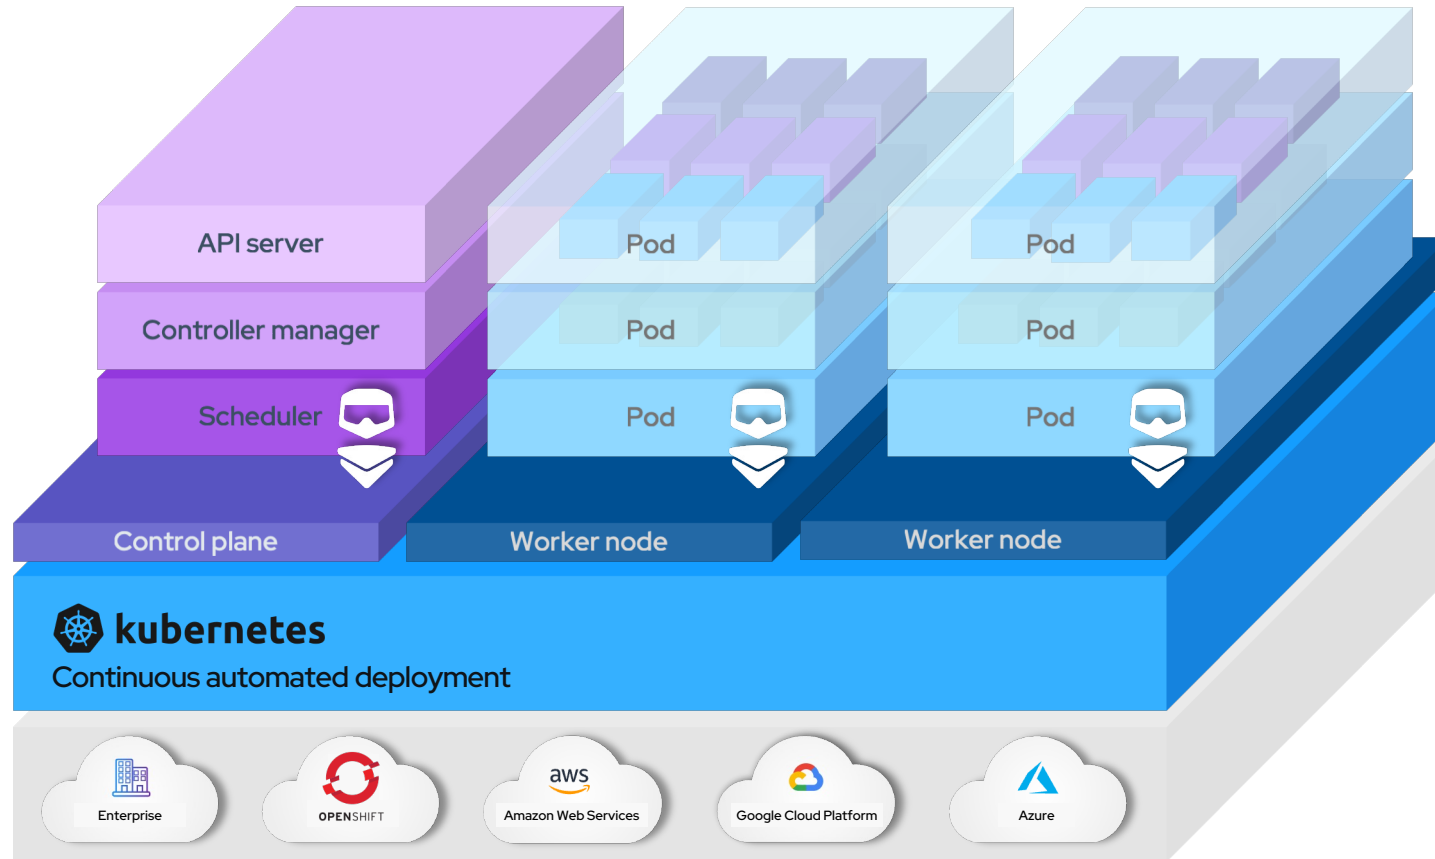 API server
Pod
Pod
Controller manager
Pod
Pod
Scheduler
Pod
Pod
Control plane
Worker node
Worker node
kubernetes
Continuous automated deployment
Enterprise
OPENSHIFT
aws
Amazon Web Services
Google Cloud Platform
Azure